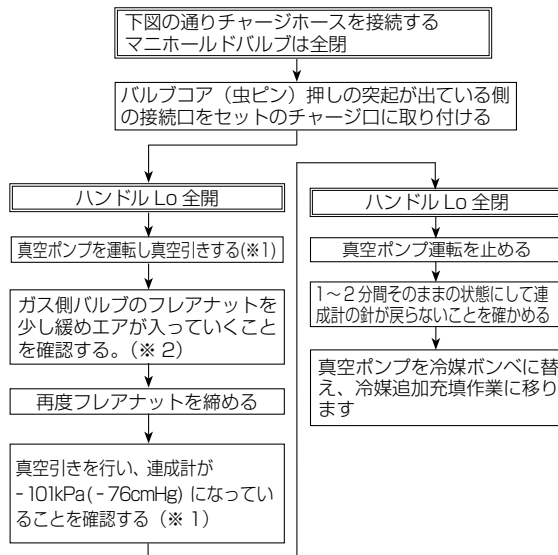 下図の通りチャージホースを接続する
マニホールドバルブは全閉
バルブコア（虫ピン）押しの突起が出ている側
の接続口をセットのチャージ口に取り付ける
ハンドル Lo 全開
真空ポンプを運転し真空引きする(※1)
ガス側バルブのフレアナットを
少し緩めエアが入っていくこと
を確認する。（※ 2）
再度フレアナットを締める
真空引きを行い、連成計が
-101kPa(-76cmHg) になってい
ることを確認する（※ 1）
ハンドル Lo 全閉
真空ポンプ運転を止める
1～2分間そのままの状態にして連
成計の針が戻らないことを確かめる
真空ポンプを冷媒ボンベに替
え、冷媒追加充填作業に移り
ます